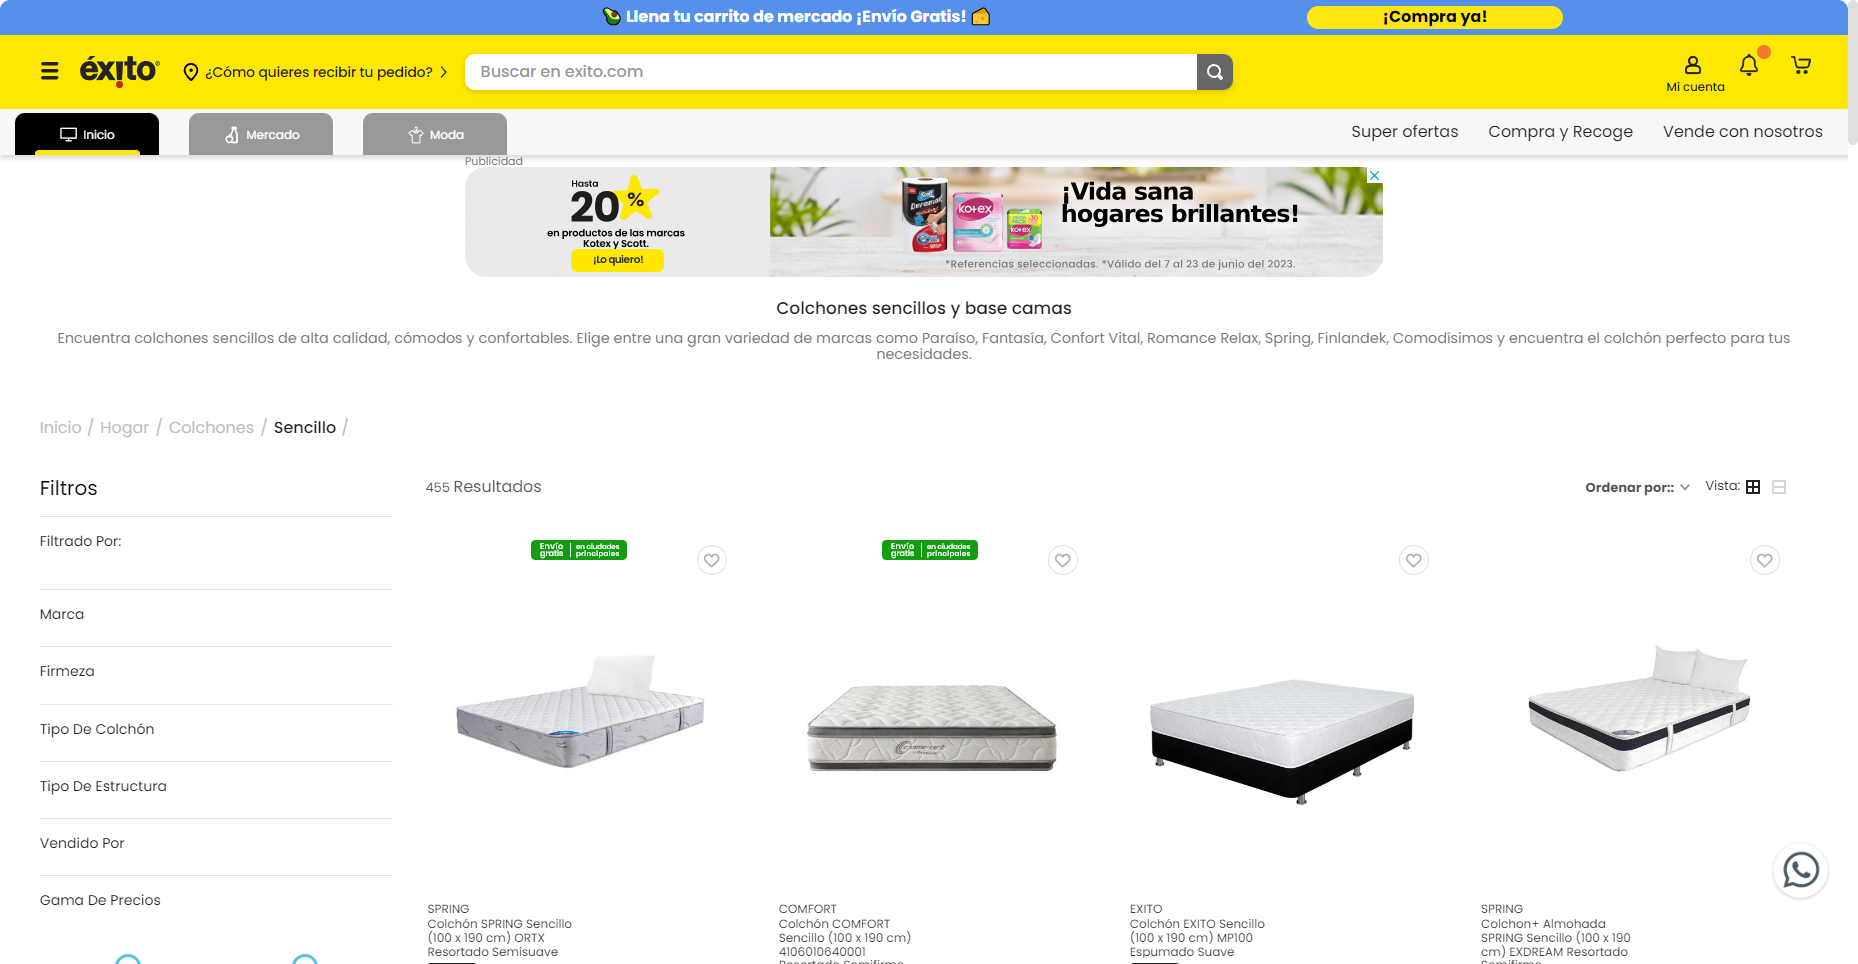 🥑 Llena tu carrito de mercado ¡Envío Gratis! 🧀
¡Compra ya!
éxito
¿Cómo quieres recibir tu pedido?
Buscar en exito.com
Mi cuenta
Inicio
Mercado
Moda
Super ofertas
Compra y Recoge
Vende con nosotros
Publicidad
Hasta
20%
en productos de las marcas
Kotex y Scott.
¡Lo quiero!
Scott
Duramax
kotex
kotex
¡Vida sana
hogares brillantes!
*Referencias seleccionadas. *Válido del 7 al 23 de junio del 2023.
Colchones sencillos y base camas
Encuentra colchones sencillos de alta calidad, cómodos y confortables. Elige entre una gran variedad de marcas como Paraíso, Fantasía, Confort Vital, Romance Relax, Spring, Finlandek, Comodísimos y encuentra el colchón perfecto para tus
necesidades.
Inicio / Hogar / Colchones / Sencillo /
Filtros
455 Resultados
Ordenar por::
Vista:
Filtrado Por:
Marca
Firmeza
Tipo De Colchón
Tipo De Estructura
Vendido Por
Gama De Precios
Envío
gratis
en ciudades
principales
Envío
gratis
en ciudades
principales
Comfort
SPRING
Colchón SPRING Sencillo
(100 x 190 cm) ORTX
Resortado Semisuave
COMFORT
Colchón COMFORT
Sencillo (100 x 190 cm)
4106010640001
Resortado Semifirme
EXITO
Colchón EXITO Sencillo
(100 x 190 cm) MP100
Espumado Suave
SPRING
Colchon+ Almohada
SPRING Sencillo (100 x 190
cm) EXDREAM Resortado
Semifirme